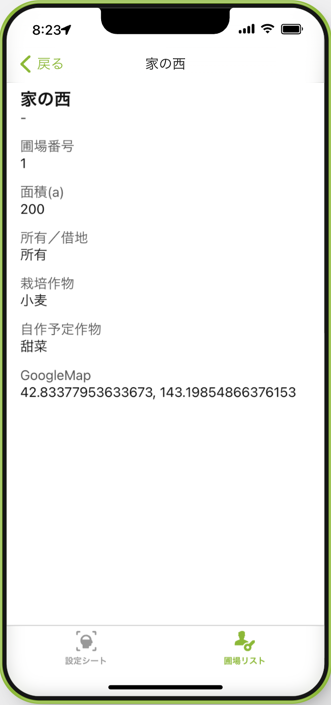 8:23
戻る 家の西
家の西
-
圃場番号
1
面積(a)
200
所有／借地
所有
栽培作物
小麦
自作予定作物
甜菜
GoogleMap
42.83377953633673, 143.19854866376153
設定シート 圃場リスト